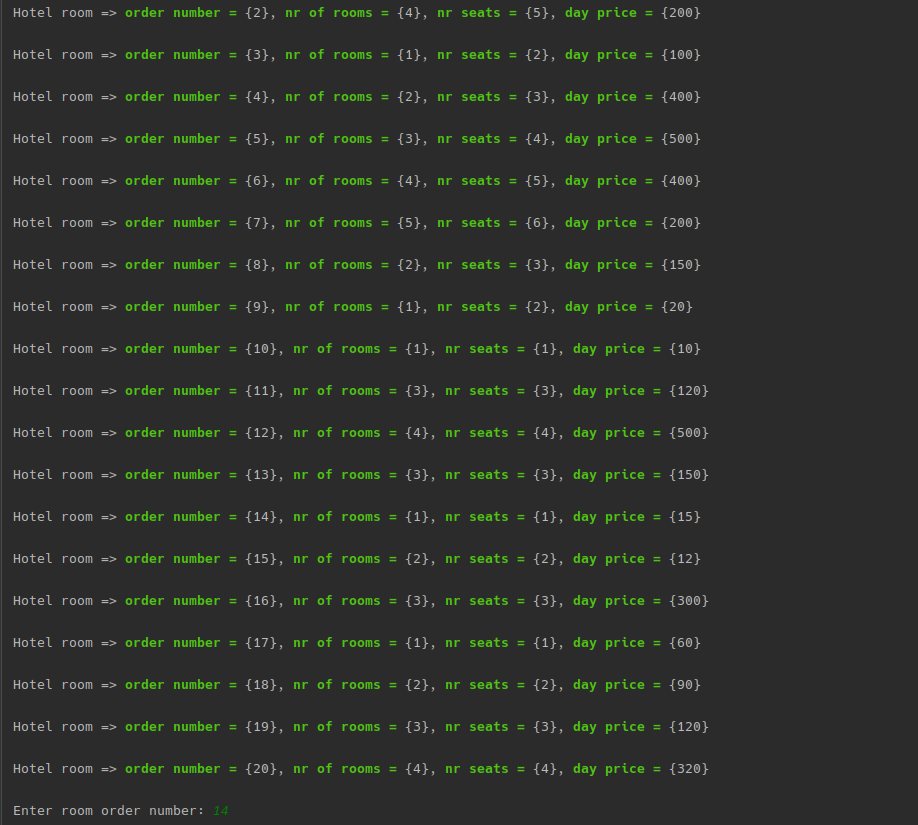 Hotel room => order number = {2}, nr of rooms = {4}, nr seats = {5}, day price = {200}
Hotel room => order number = {3}, nr of rooms = {1}, nr seats = {2}, day price = {100}
Hotel room => order number = {4}, nr of rooms = {2}, nr seats = {3}, day price = {400}
Hotel room => order number = {5}, nr of rooms = {3}, nr seats = {4}, day price = {500}
Hotel room => order number = {6}, nr of rooms = {4}, nr seats = {5}, day price = {400}
Hotel room => order number = {7}, nr of rooms = {5}, nr seats = {6}, day price = {200}
Hotel room => order number = {8}, nr of rooms = {2}, nr seats = {3}, day price = {150}
Hotel room => order number = {9}, nr of rooms = {1}, nr seats = {2}, day price = {20}
Hotel room => order number = {10}, nr of rooms = {1}, nr seats = {1}, day price = {10}
Hotel room => order number = {11}, nr of rooms = {3}, nr seats = {3}, day price = {120}
Hotel room => order number = {12}, nr of rooms = {4}, nr seats = {4}, day price = {500}
Hotel room => order number = {13}, nr of rooms = {3}, nr seats = {3}, day price = {150}
Hotel room => order number = {14}, nr of rooms = {1}, nr seats = {1}, day price = {15}
Hotel room => order number = {15}, nr of rooms = {2}, nr seats = {2}, day price = {12}
Hotel room => order number = {16}, nr of rooms = {3}, nr seats = {3}, day price = {300}
Hotel room => order number = {17}, nr of rooms = {1}, nr seats = {1}, day price = {60}
Hotel room => order number = {18}, nr of rooms = {2}, nr seats = {2}, day price = {90}
Hotel room => order number = {19}, nr of rooms = {3}, nr seats = {3}, day price = {120}
Hotel room => order number = {20}, nr of rooms = {4}, nr seats = {4}, day price = {320}
Enter room order number: 14